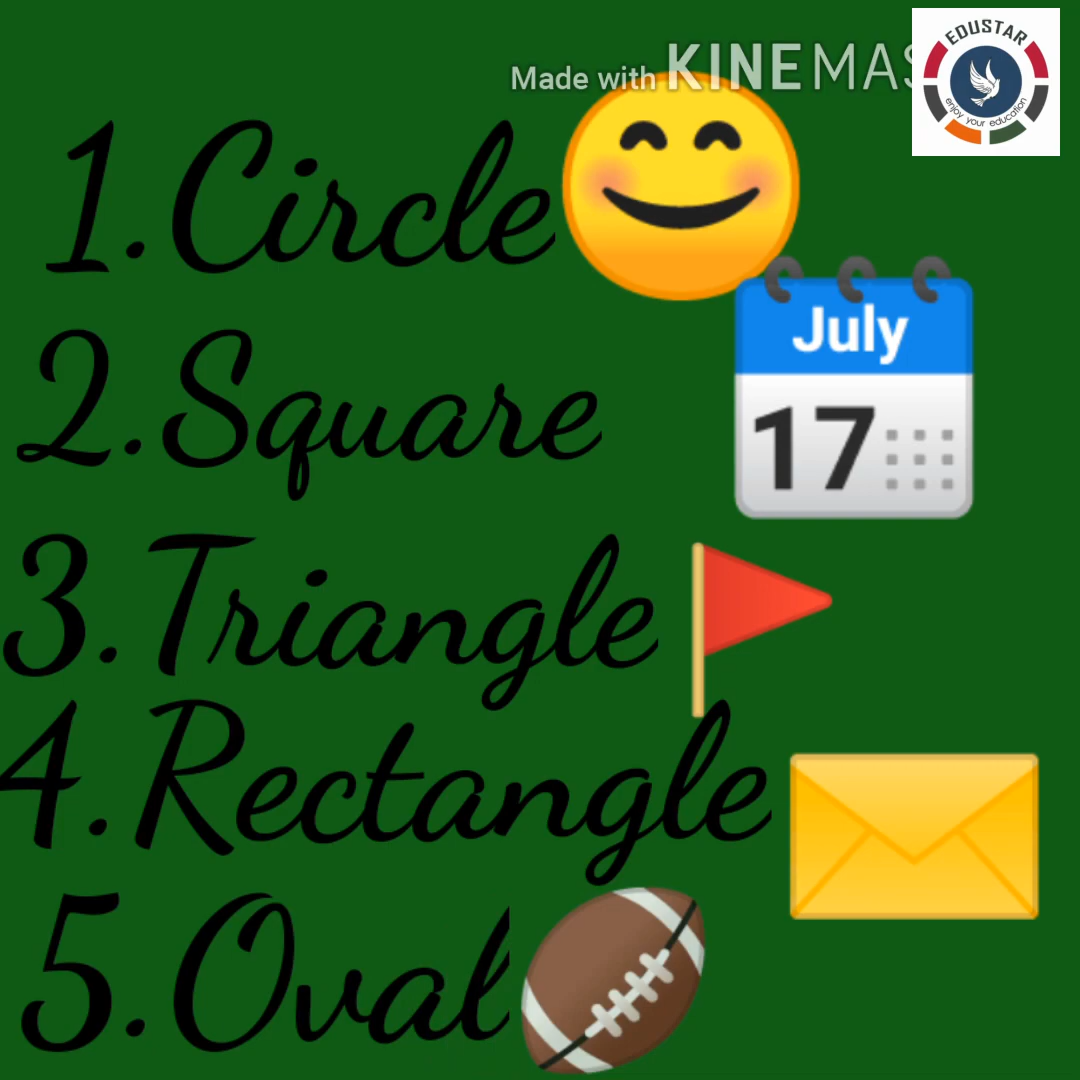 Made with KINEMAS
EDUSTAR
enjoy your education
1.Circle
July
17
2.Square
3.Triangle
4.Rectangle
5.Oval